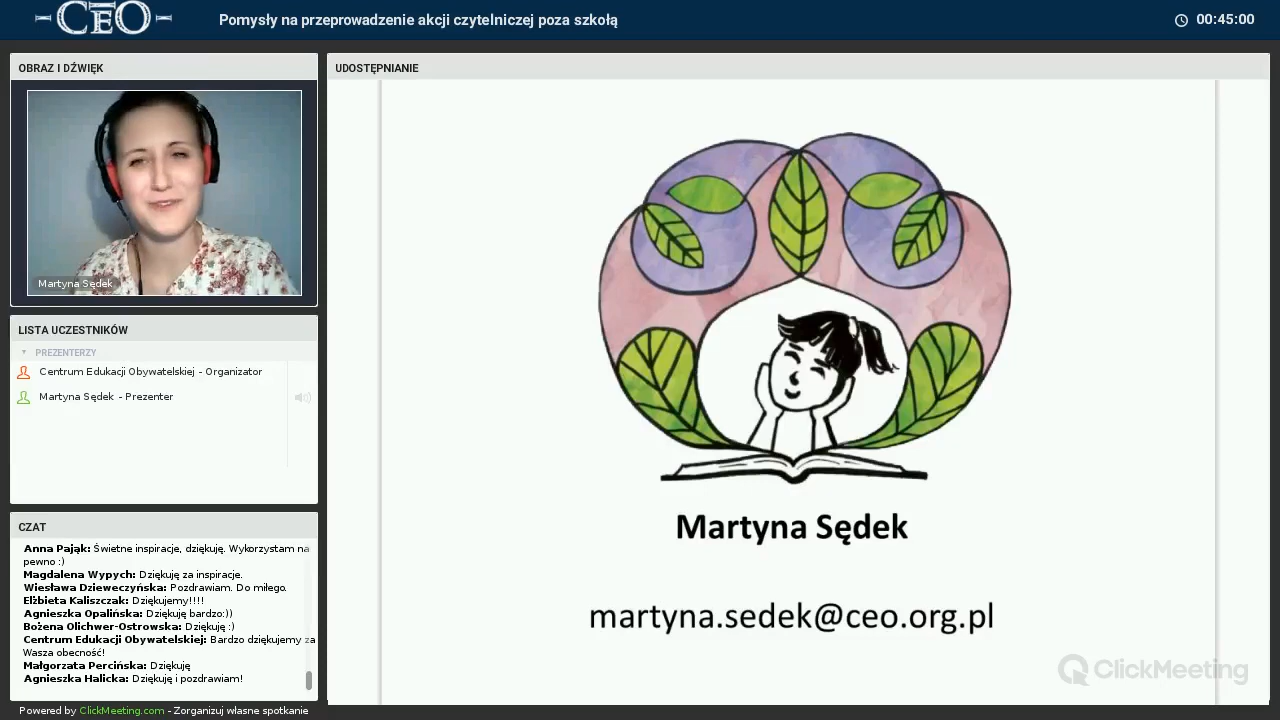 CEO
Pomysły na przeprowadzenie akcji czytelniczej poza szkołą
00:45:00
OBRAZ I DŹWIĘK
Martyna Sędek
LISTA UCZESTNIKÓW
PREZENTERZY
Centrum Edukacji Obywatelskiej - Organizator
Martyna Sędek - Prezenter
CZAT
Anna Pająk: Świetne inspiracje, dziękuję. Wykorzystam na
pewno :)
Magdalena Wypych: Dziękuję za inspiracje.
Wiesława Dzieweczyńska: Pozdrawiam. Do miłego.
Elżbieta Kaliszczak: Dziękujemy!!!!
Agnieszka Opalińska: Dziękuję bardzo:))
Bożena Olichwer-Ostrowska: Dziękuję :)
Centrum Edukacji Obywatelskiej: Bardzo dziękujemy za
Wasza obecność!
Małgorzata Percińska: Dziękuję
Agnieszka Halicka: Dziękuję i pozdrawiam!
Powered by ClickMeeting.com - Zorganizuj własne spotkanie
UDOSTĘPNIANIE
Martyna Sędek
martyna.sedek@ceo.org.pl
ClickMeeting